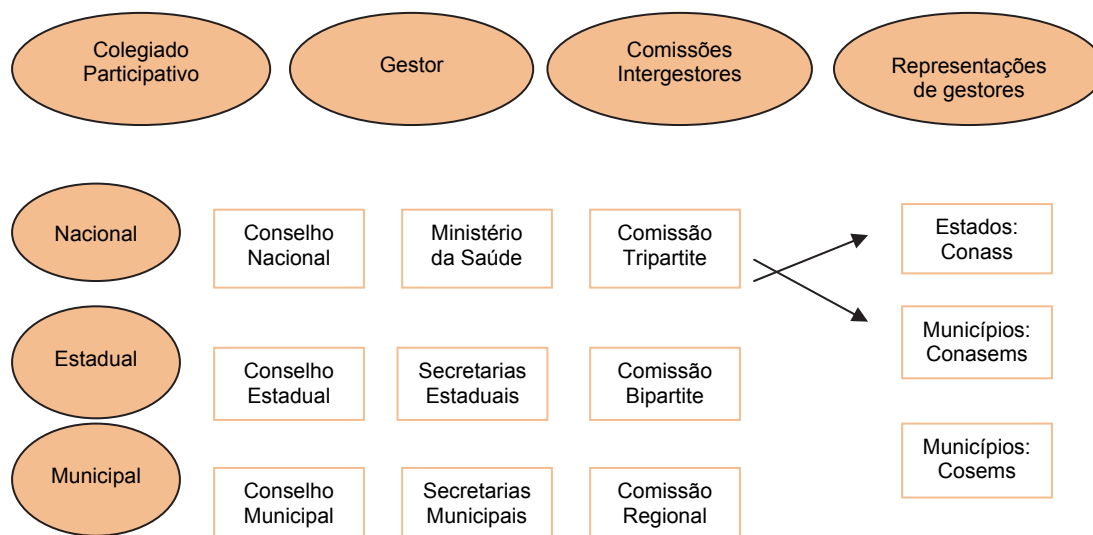 Colegiado
Participativo
Gestor
Comissões
Intergestores
Representações
de gestores
Nacional
Conselho
Nacional
Ministério
da Saúde
Comissão
Tripartite
Estados:
Conass
Municípios:
Conasems
Estadual
Conselho
Estadual
Secretarias
Estaduais
Comissão
Bipartite
Municípios:
Cosems
Municipal
Conselho
Municipal
Secretarias
Municipais
Comissão
Regional